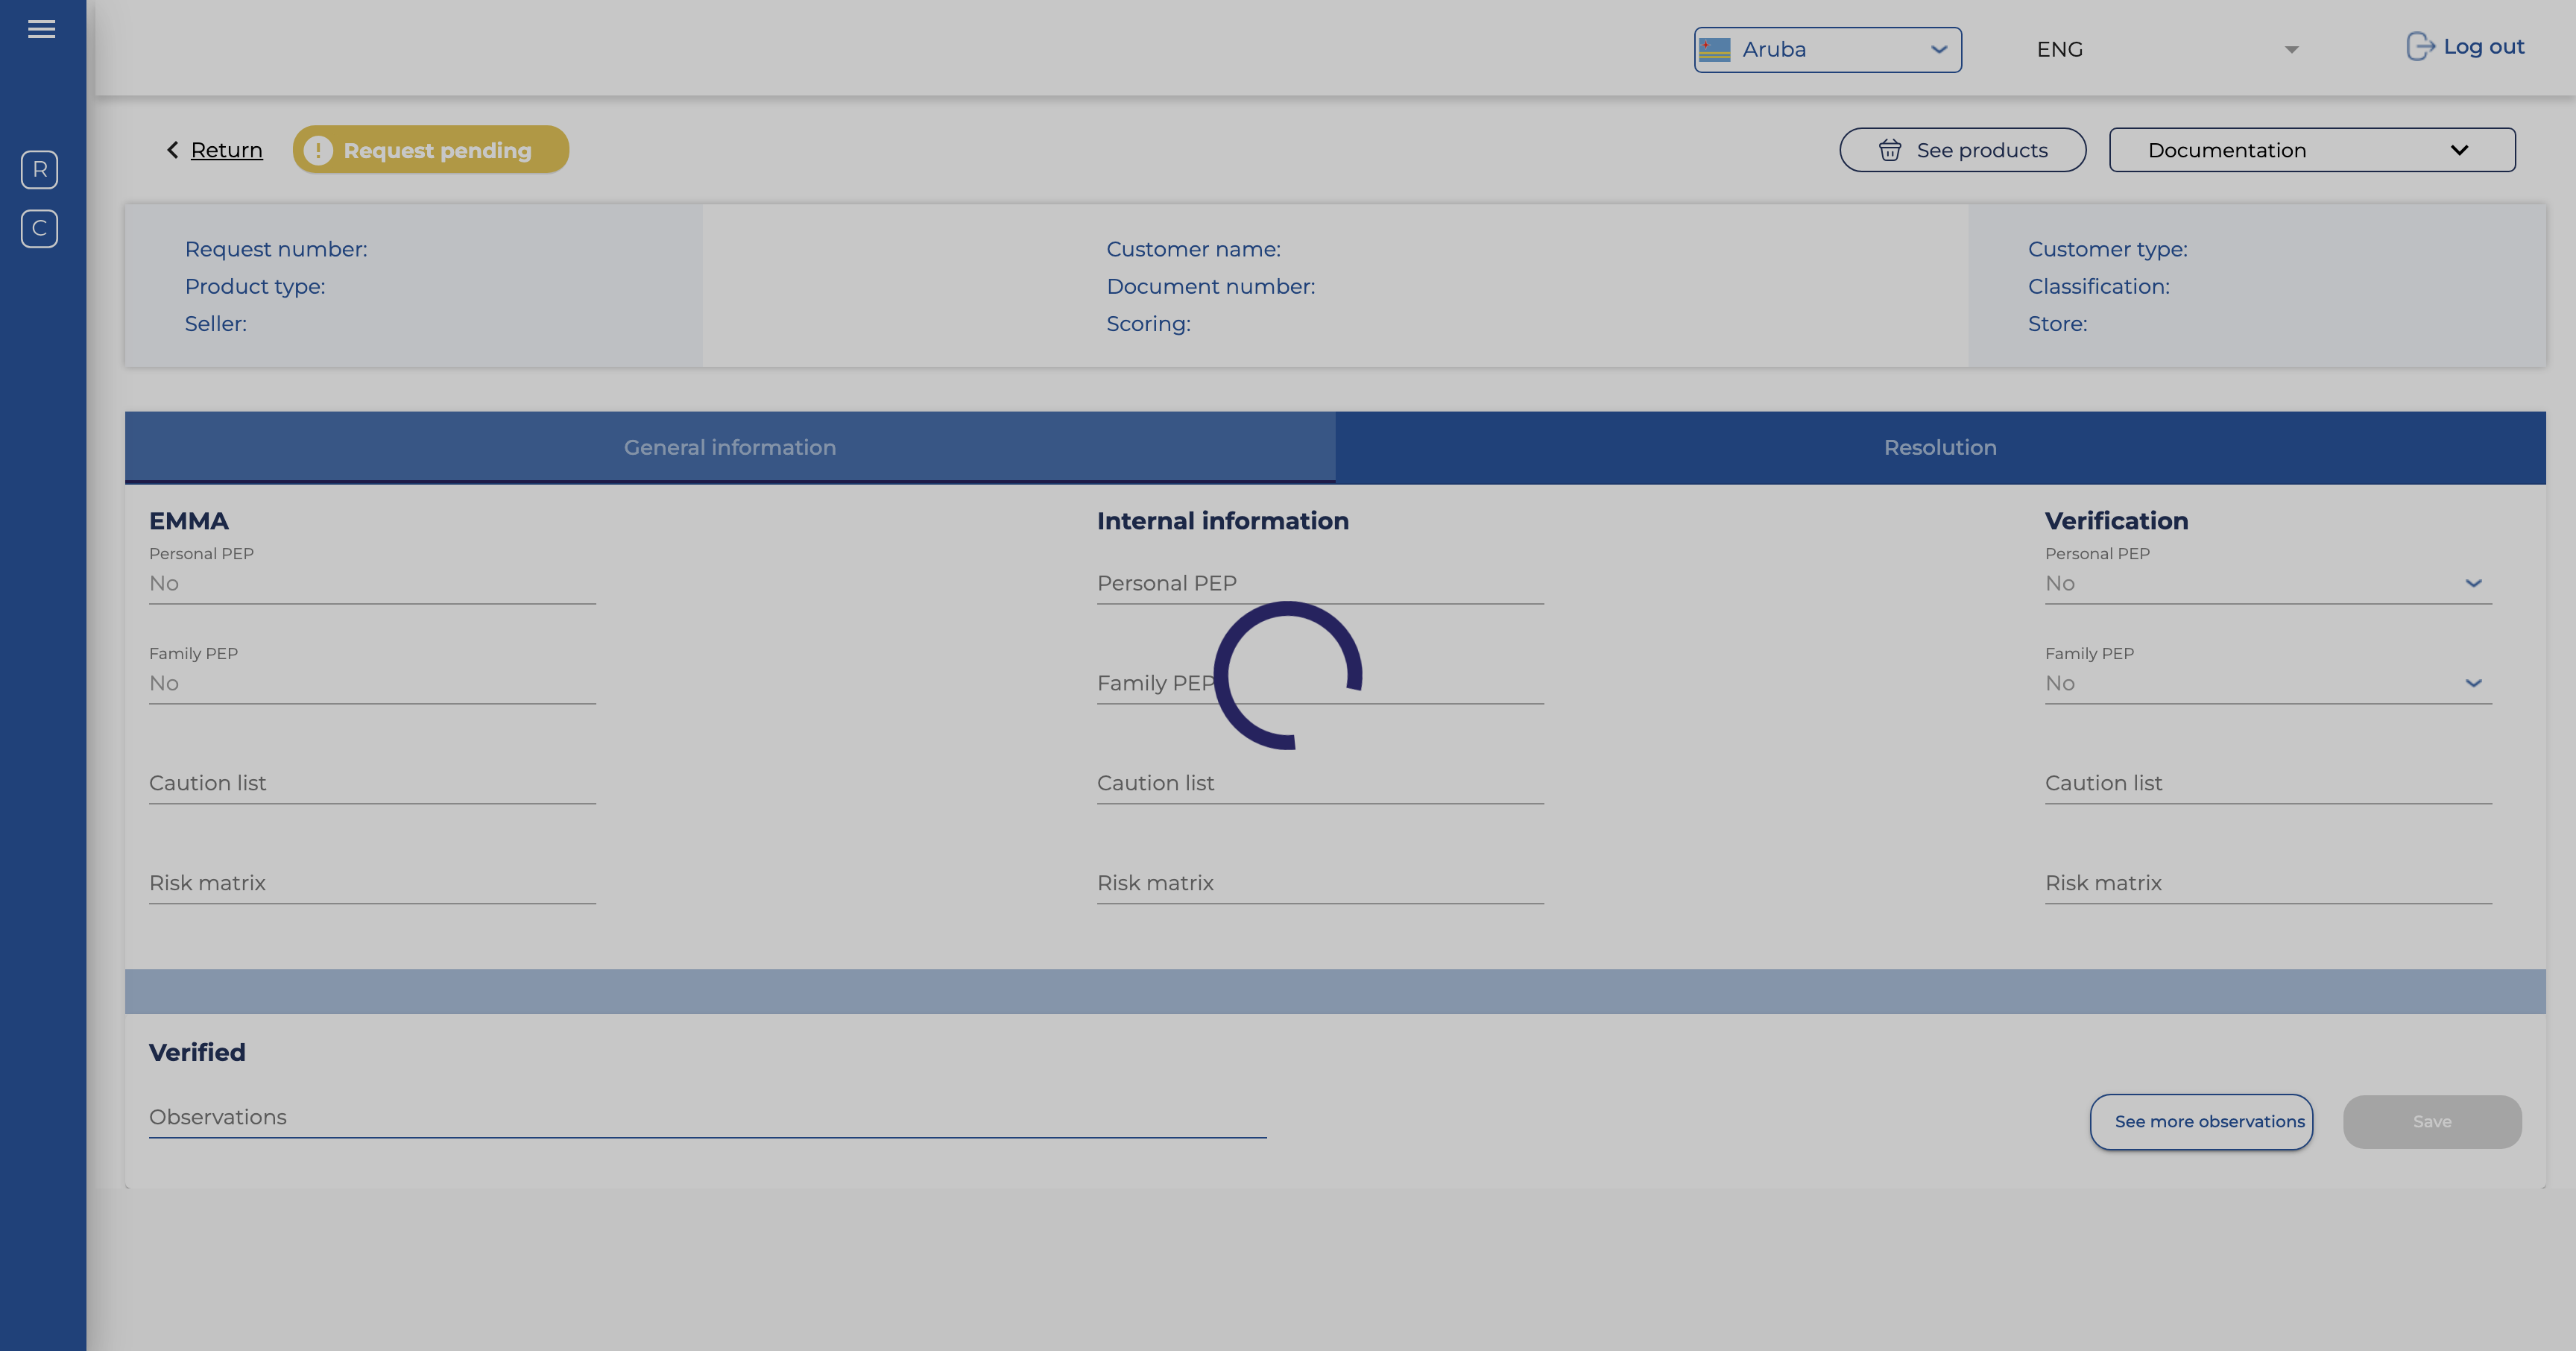 Aruba
ENG
Log out
R
C
Return
Request pending
See products
Documentation
Request number:
Product type:
Seller:
Customer name:
Document number:
Scoring:
Customer type:
Classification:
Store:
General information
Resolution
EMMA
Personal PEP
No
Family PEP
No
Caution list
Risk matrix
Internal information
Personal PEP
Family PEP
Caution list
Risk matrix
Verification
Personal PEP
No
Family PEP
No
Caution list
Risk matrix
Verified
Observations
See more observations
Save